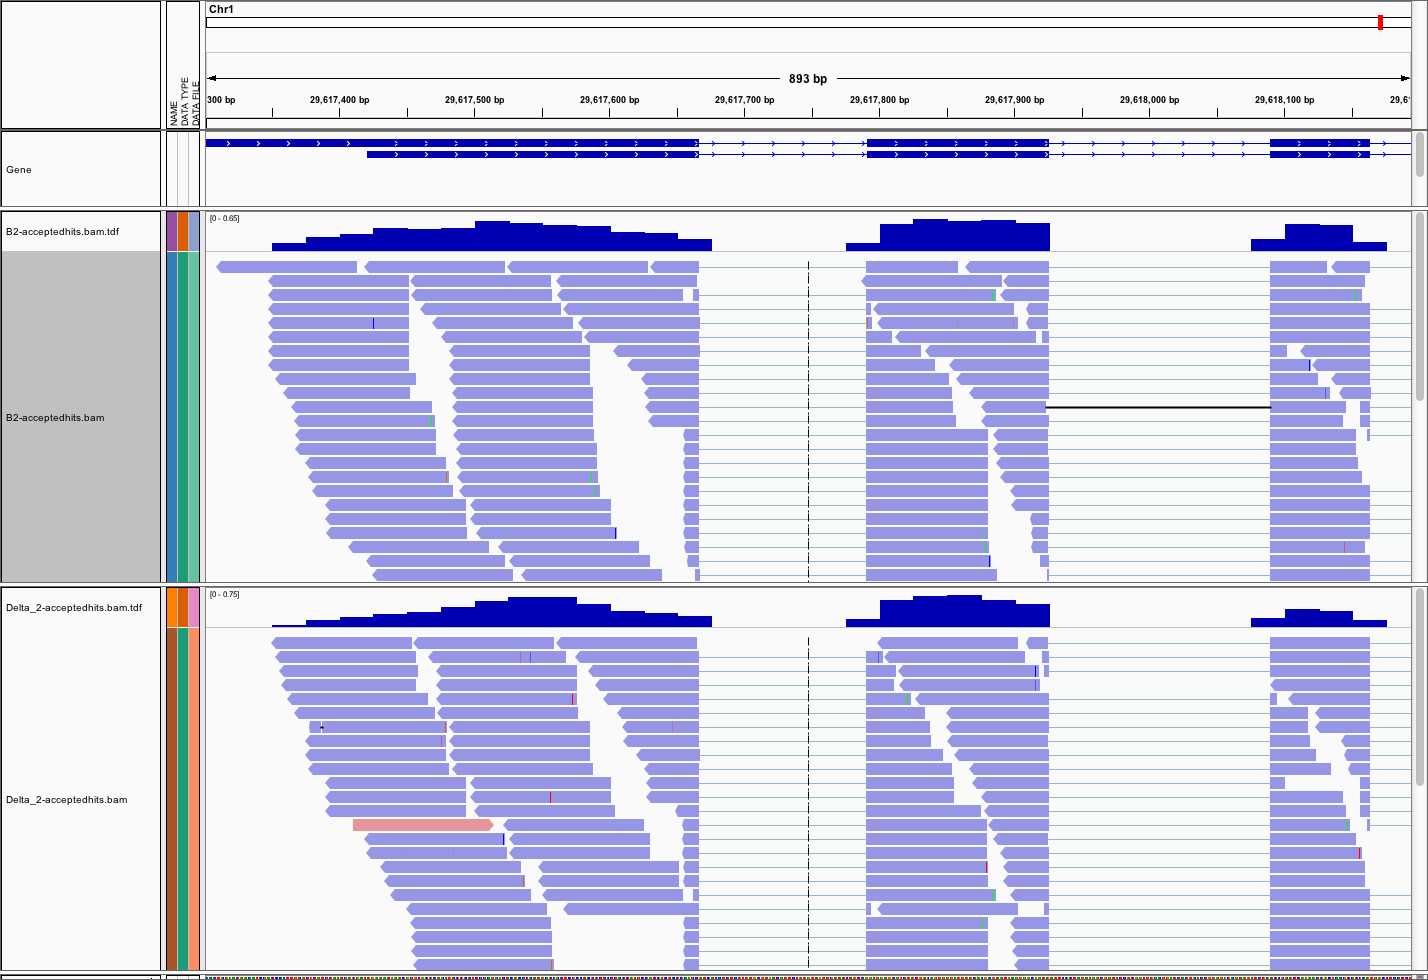 Chr1
893 bp
300 bp 29,617,400 bp 29,617,500 bp 29,617,600 bp 29,617,700 bp 29,617,800 bp 29,617,900 bp 29,618,000 bp 29,618,100 bp 29,6
NAME
DATA TYPE
DATA FILE
Gene
B2-acceptedhits.bam.tdf
[0 - 0.65]
B2-acceptedhits.bam
Delta_2-acceptedhits.bam.tdf
[0 - 0.75]
Delta_2-acceptedhits.bam